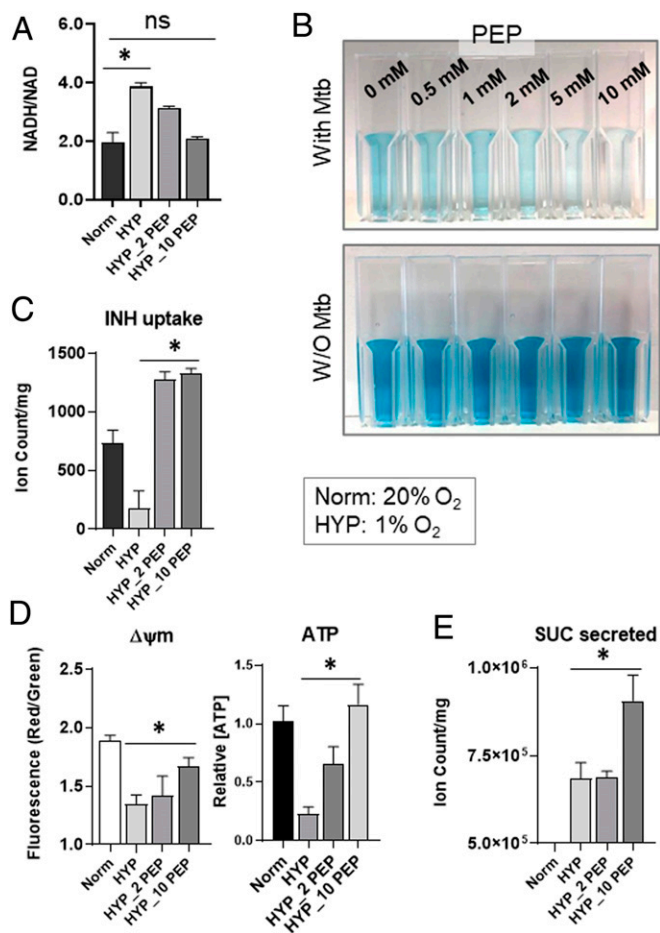 A
ns
*
NADH/NAD
6.0
4.0
2.0
0.0
Norm
HYP
HYP_2 PEP
HYP_10 PEP
B
PEP
0 mM
0.5 mM
1 mM
2 mM
5 mM
10 mM
With Mtb
W/O Mtb
C
INH uptake
*
Ion Count/mg
1500
1000
500
0
Norm
HYP
HYP_2 PEP
HYP_10 PEP
Norm: 20% O₂
HYP: 1% O₂
D
Δψm
*
Fluorescence (Red/Green)
2.5
2.0
1.5
1.0
Norm
HYP
HYP_2 PEP
HYP_10 PEP
ATP
*
Relative [ATP]
1.5
1.0
0.5
0.0
Norm
HYP
HYP_2 PEP
HYP_10 PEP
E
SUC secreted
*
Ion Count/mg
1.0×10⁶
7.5×10⁵
5.0×10⁵
Norm
HYP
HYP_2 PEP
HYP_10 PEP